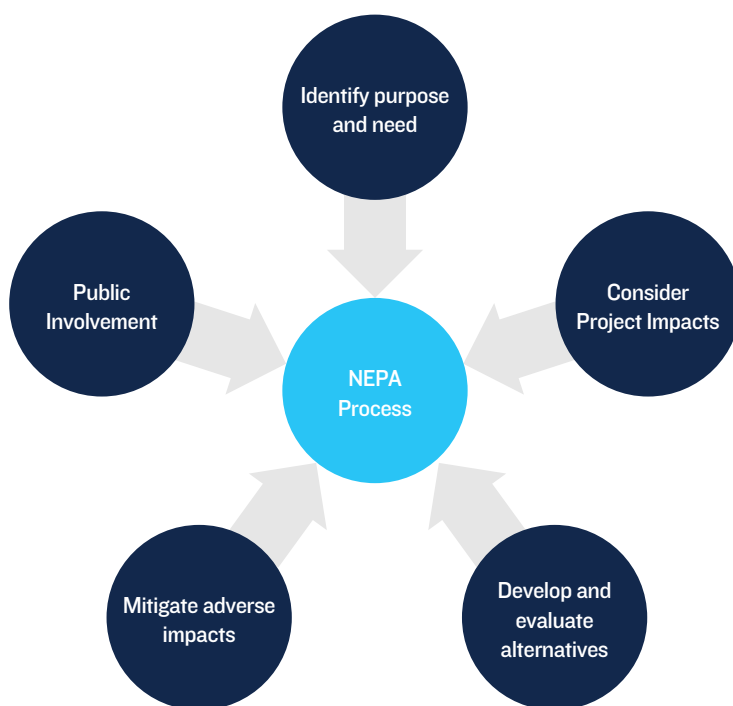 Identify purpose
and need
Public
Involvement
Consider
Project Impacts
NEPA
Process
Mitigate adverse
impacts
Develop and
evaluate
alternatives